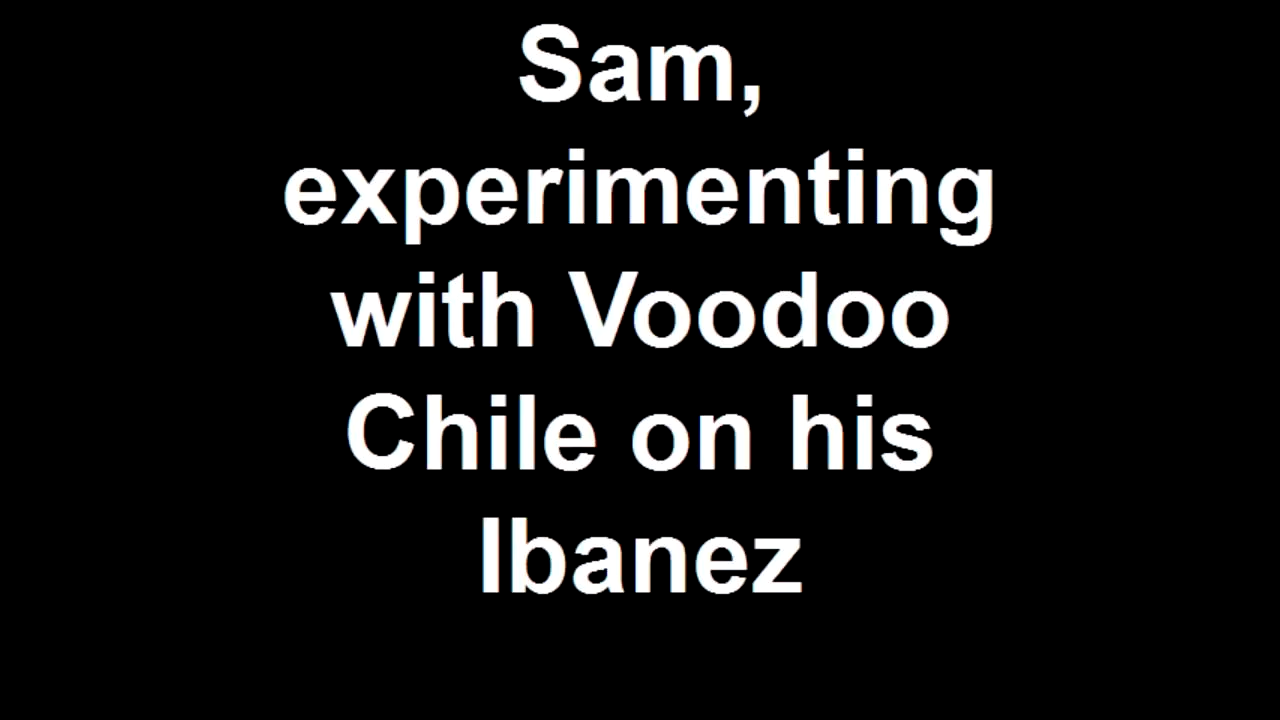 Sam,
experimenting
with Voodoo
Chile on his
Ibanez